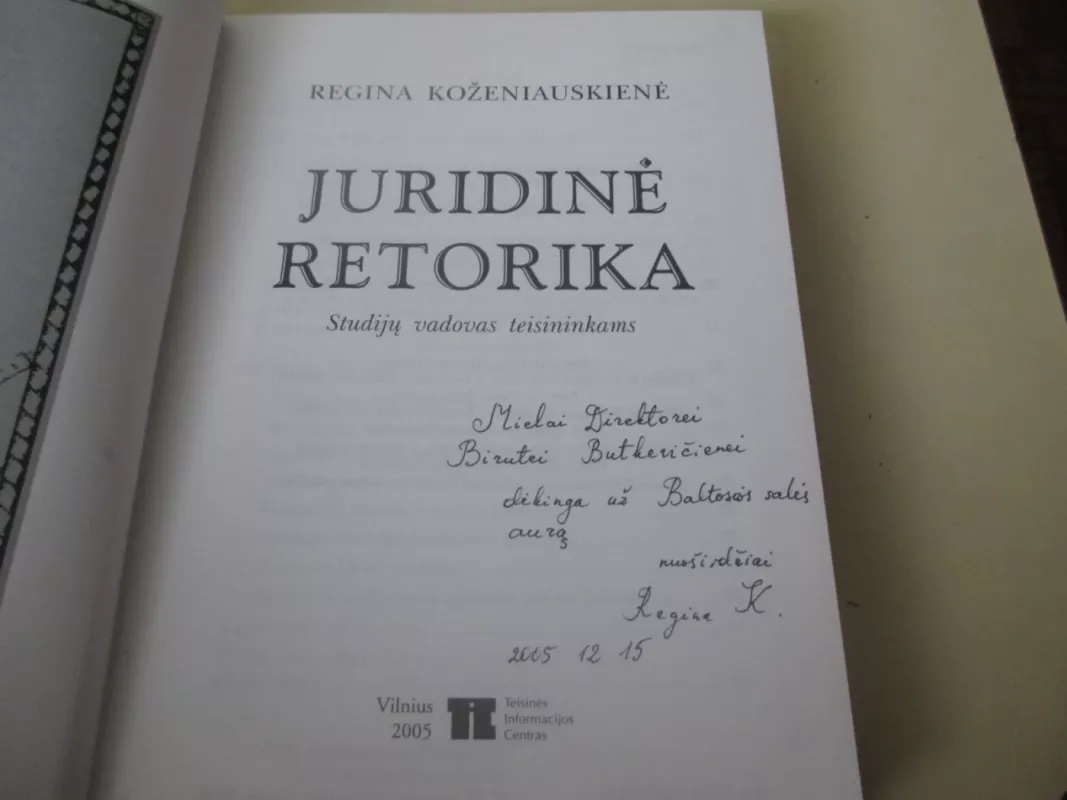 REGINA KOŽENIAUSKIENĖ
JURIDINĖ
RETORIKA
Studijų vadovas teisininkams
Mielai Direktorei
Birutei Butkevičienei
dėkinga už Baltosios salės
aurą
nuoširdžiai
Regina K.
2005 12 15
Vilnius
2005
TIC
Teisinės
Informacijos
Centras